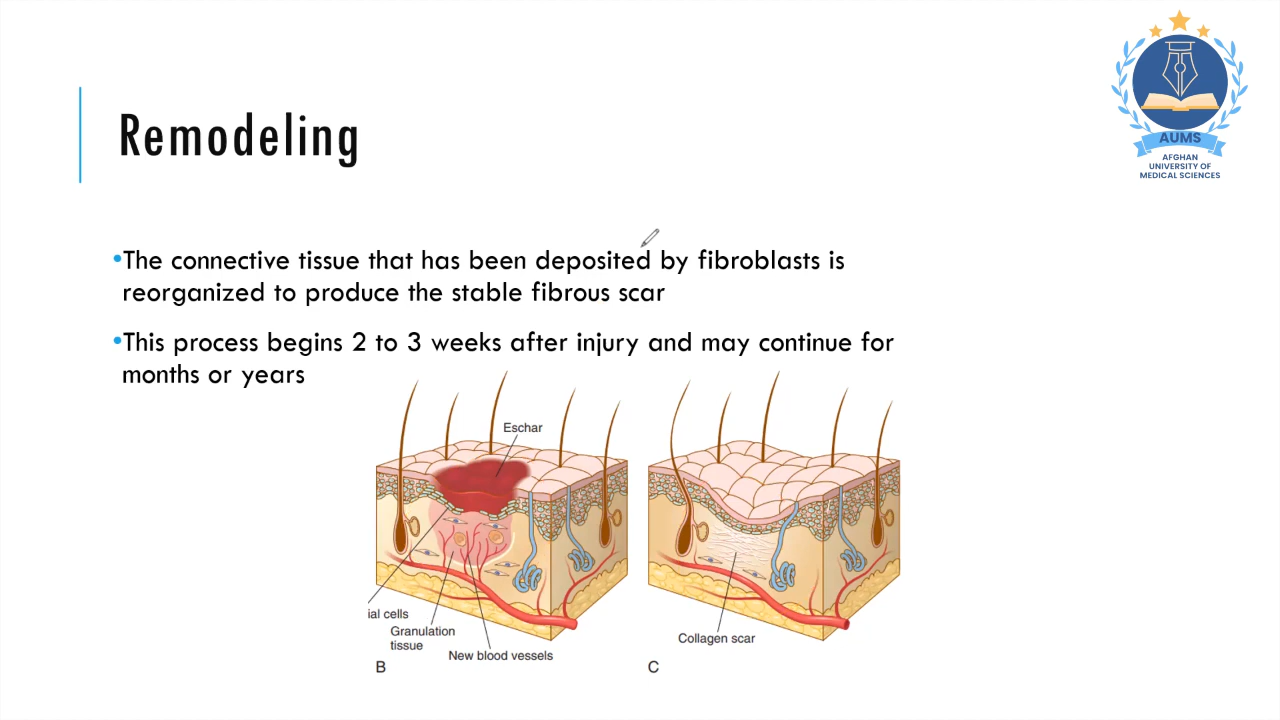 AUMS
AFGHAN
UNIVERSITY OF
MEDICAL SCIENCES
Remodeling
•The connective tissue that has been deposited by fibroblasts is
reorganized to produce the stable fibrous scar
•This process begins 2 to 3 weeks after injury and may continue for
months or years
Eschar
ial cells
Granulation
tissue
New blood vessels
B
Collagen scar
C